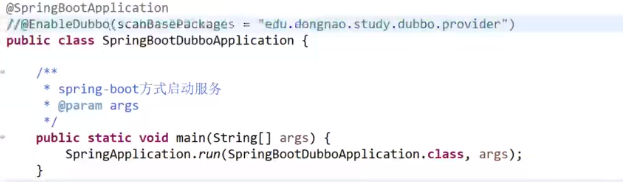 @SpringBootApplication
//@EnableDubbo(scanBasePackages = "edu.dongnao.study.dubbo.provider")
public class SpringBootDubboApplication {
/**
* spring-boot方式启动服务
* @param args
*/
public static void main(String[] args) {
SpringApplication.run(SpringBootDubboApplication.class, args);
}